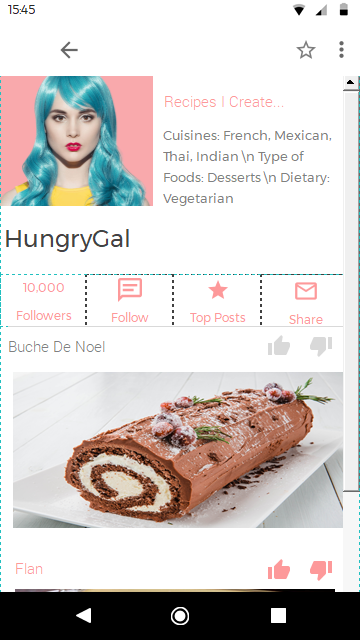 15:45
Recipes I Create...
Cuisines: French, Mexican,
Thai, Indian \n Type of
Foods: Desserts \n Dietary:
Vegetarian
HungryGal
10,000
Followers
Follow
Top Posts
Share
Buche De Noel
Flan